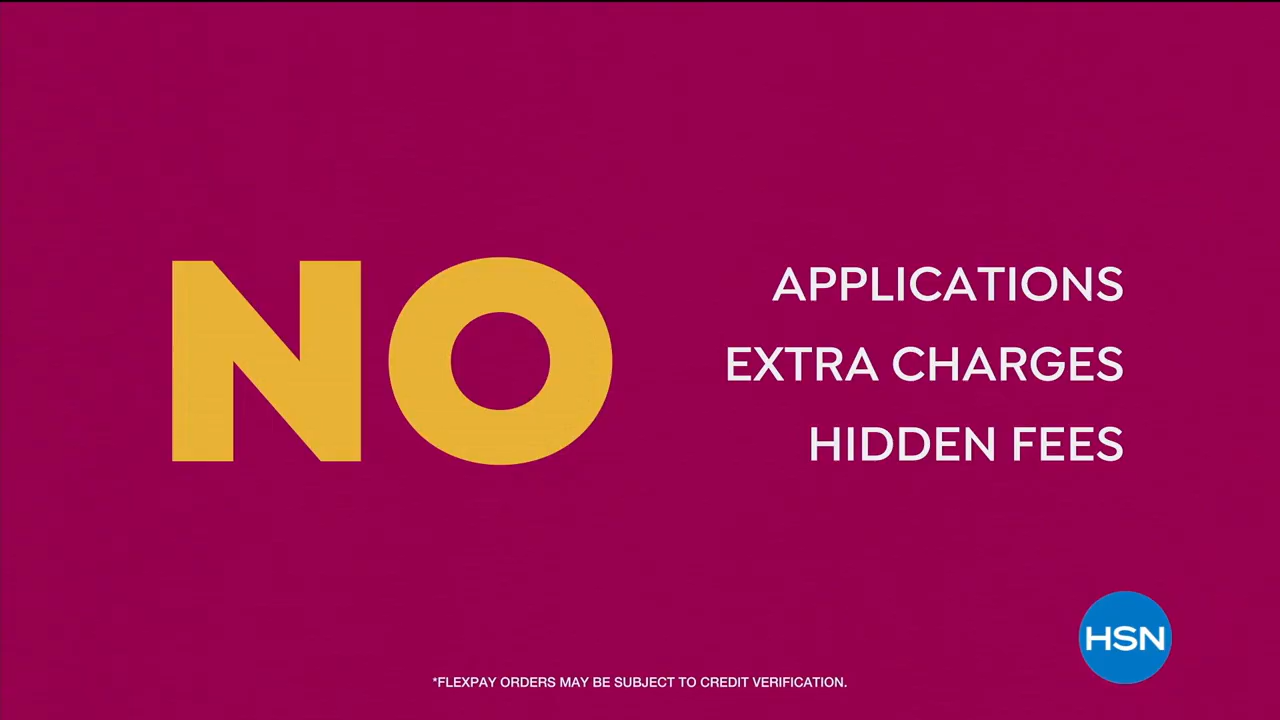 NO
APPLICATIONS
EXTRA CHARGES
HIDDEN FEES
HSN
*FLEXPAY ORDERS MAY BE SUBJECT TO CREDIT VERIFICATION.